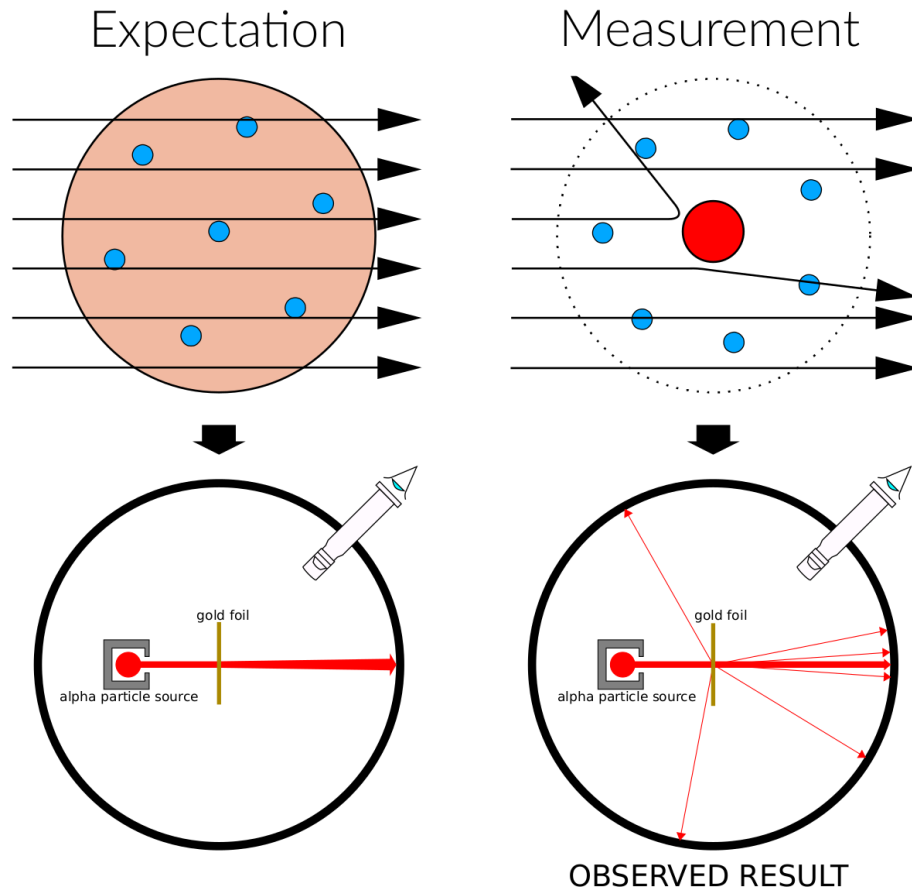 Expectation
Measurement
gold foil
alpha particle source
gold foil
alpha particle source
OBSERVED RESULT